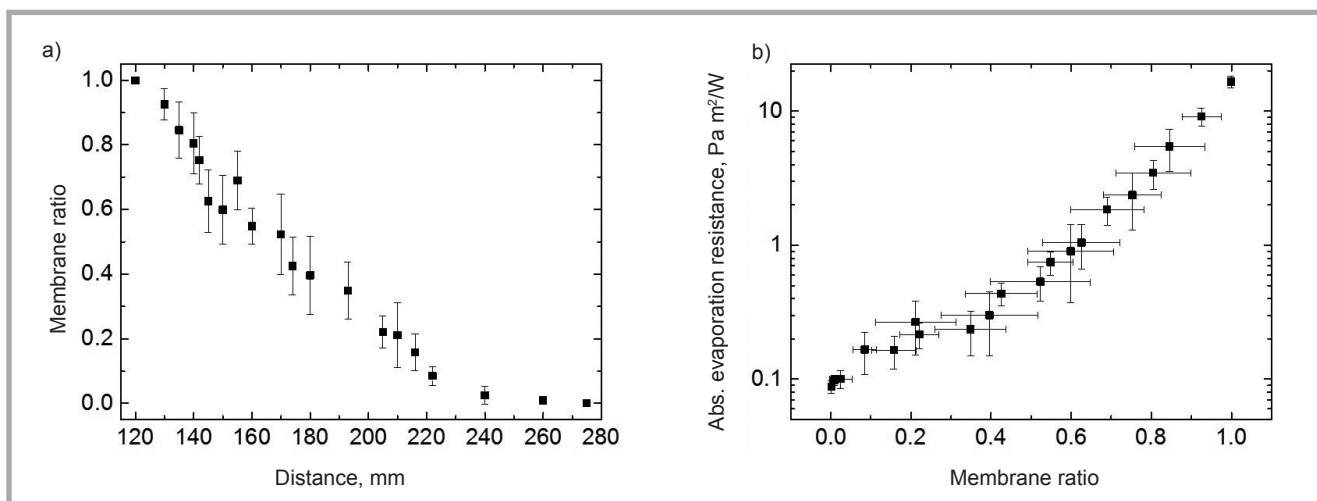 a)
1.0
0.8
0.6
0.4
0.2
0.0
Membrane ratio
120 140 160 180 200 220 240 260 280
Distance, mm
b)
10
1
0.1
Abs. evaporation resistance, Pa m²/W
0.0 0.2 0.4 0.6 0.8 1.0
Membrane ratio